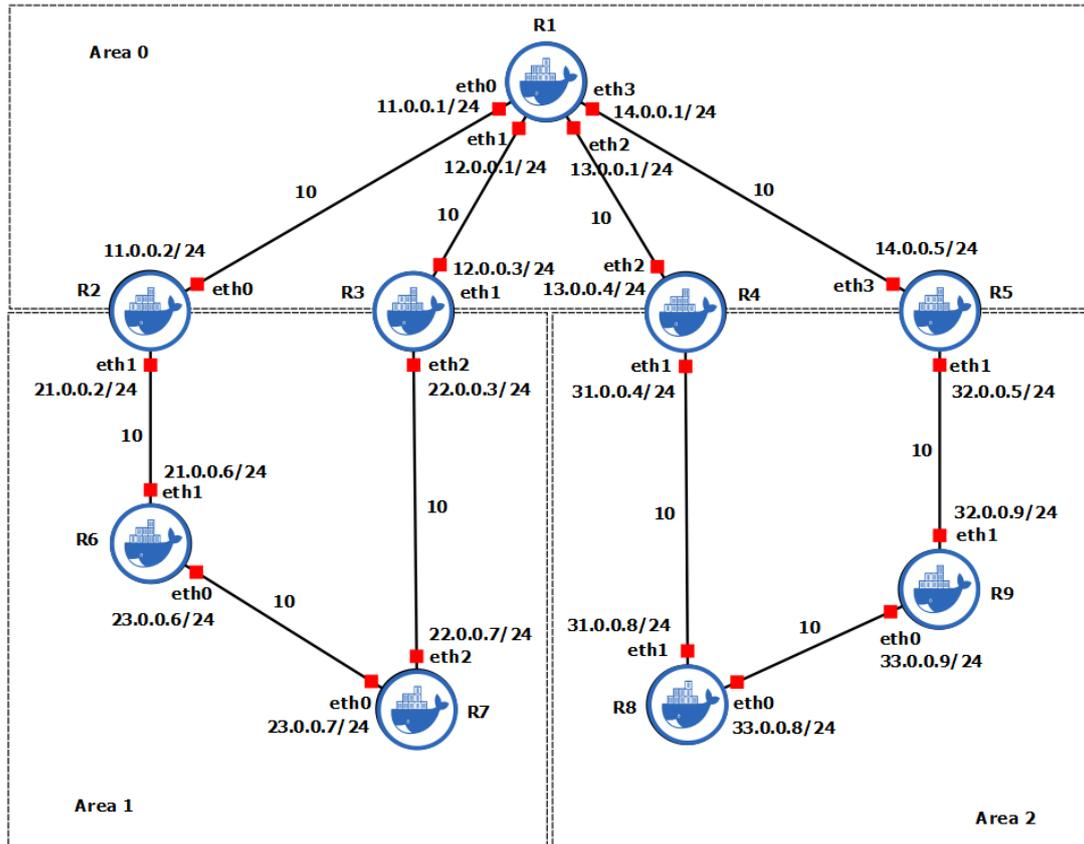 R1
Area 0
eth0
11.0.0.1/24
eth3
14.0.0.1/24
eth1
12.0.0.1/24
eth2
13.0.0.1/24
10
10
10
10
11.0.0.2/24
R2
eth0
12.0.0.3/24
R3
eth1
eth2
13.0.0.4/24
R4
14.0.0.5/24
eth3
R5
eth1
21.0.0.2/24
eth2
22.0.0.3/24
eth1
31.0.0.4/24
eth1
32.0.0.5/24
10
10
10
10
21.0.0.6/24
eth1
R6
eth0
23.0.0.6/24
10
22.0.0.7/24
eth2
eth0
23.0.0.7/24
R7
31.0.0.8/24
eth1
R8
eth0
33.0.0.8/24
10
32.0.0.9/24
eth1
R9
eth0
33.0.0.9/24
Area 1
Area 2